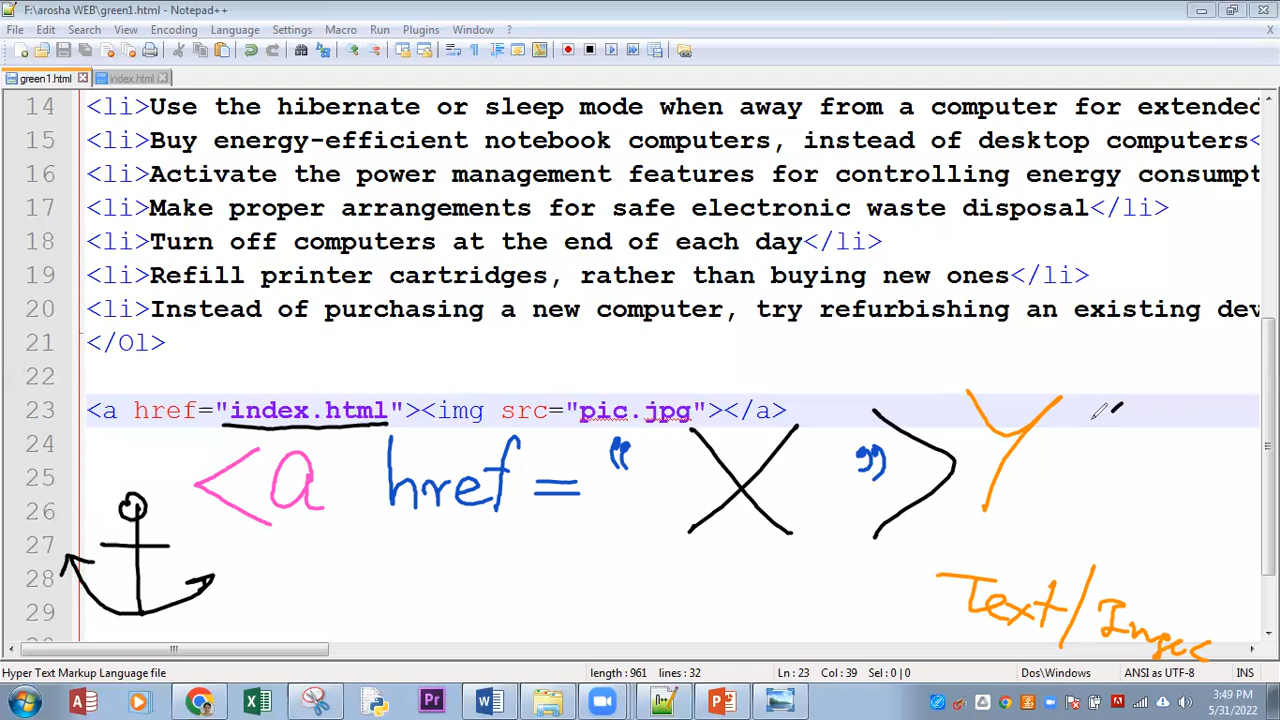 F:\arosha WEB\green1.html - Notepad++
File Edit Search View Encoding Language Settings Macro Run Plugins Window ? X
green1.html index.html
14 <li>Use the hibernate or sleep mode when away from a computer for extended
15 <li>Buy energy-efficient notebook computers, instead of desktop computers<
16 <li>Activate the power management features for controlling energy consumpt
17 <li>Make proper arrangements for safe electronic waste disposal</li>
18 <li>Turn off computers at the end of each day</li>
19 <li>Refill printer cartridges, rather than buying new ones</li>
20 <li>Instead of purchasing a new computer, try refurbishing an existing dev
21 </Ol>
22
23 <a href="index.html"><img src="pic.jpg"></a>
24
25 <a href = " X " > Y
26
27
28
29 Text/
Hyper Text Markup Language file length : 961 lines : 32 Ln : 23 Col : 39 Sel : 0 | 0 Dos\Windows ANSI as UTF-8 INS
3:49 PM
5/31/2022